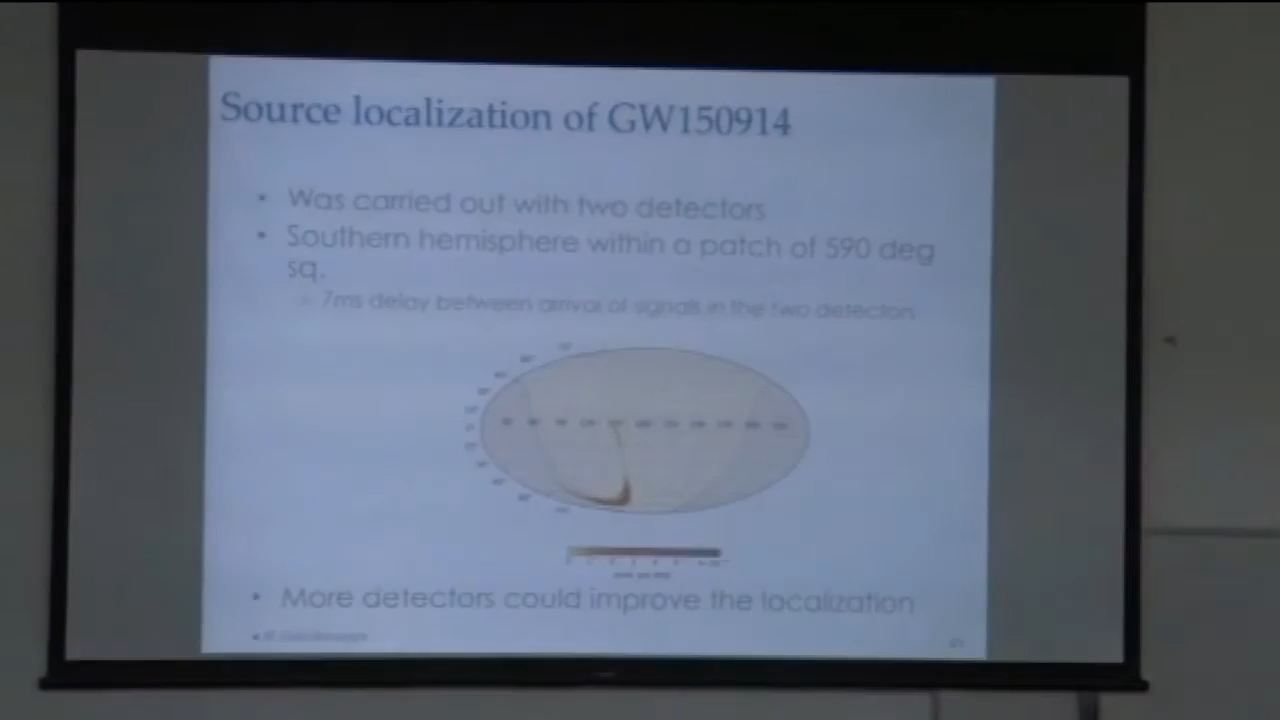 Source localization of GW150914
• Was carried out with two detectors
• Southern hemisphere within a patch of 590 deg
sq.
7ms delay between arrival of signals in the two detectors
• More detectors could improve the localization